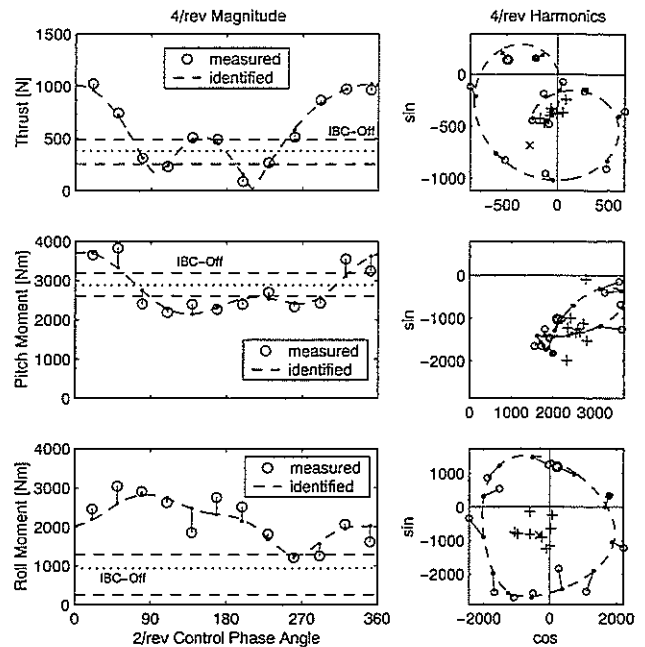 4/rev Magnitude
4/rev Harmonics
Thrust [N]
1500
1000
500
0
measured
identified
IBC-Off
sin
0
-500
-1000
-500
0
500
Pitch Moment [Nm]
4000
3000
2000
1000
0
IBC-Off
measured
identified
sin
0
-1000
-2000
0
1000
2000
3000
Roll Moment [Nm]
4000
3000
2000
1000
0
measured
identified
IBC-Off
0
90
180
270
360
2/rev Control Phase Angle
sin
1000
0
-1000
-2000
-2000
0
2200
cos